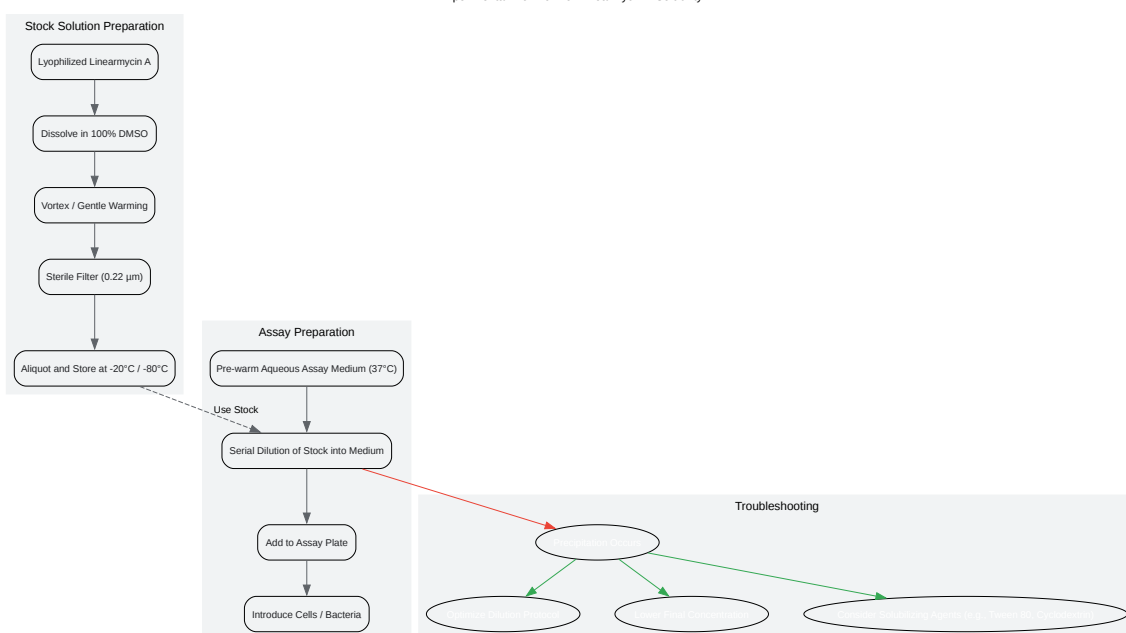 Stock Solution Preparation
Lyophilized Linearmycin A
Dissolve in 100% DMSO
Vortex / Gentle Warming
Sterile Filter (0.22 µm)
Aliquot and Store at -20°C / -80°C
Use Stock
Assay Preparation
Pre-warm Aqueous Assay Medium (37°C)
Serial Dilution of Stock into Medium
Add to Assay Plate
Introduce Cells / Bacteria
Troubleshooting
Precipitation Occurs